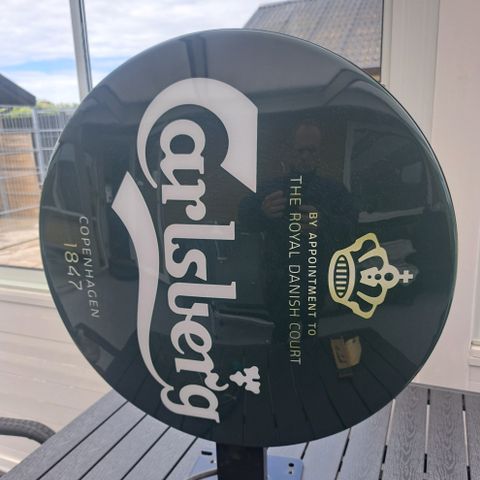 BY APPOINTMENT TO
THE ROYAL DANISH COURT
Carlsberg
COPENHAGEN
1847